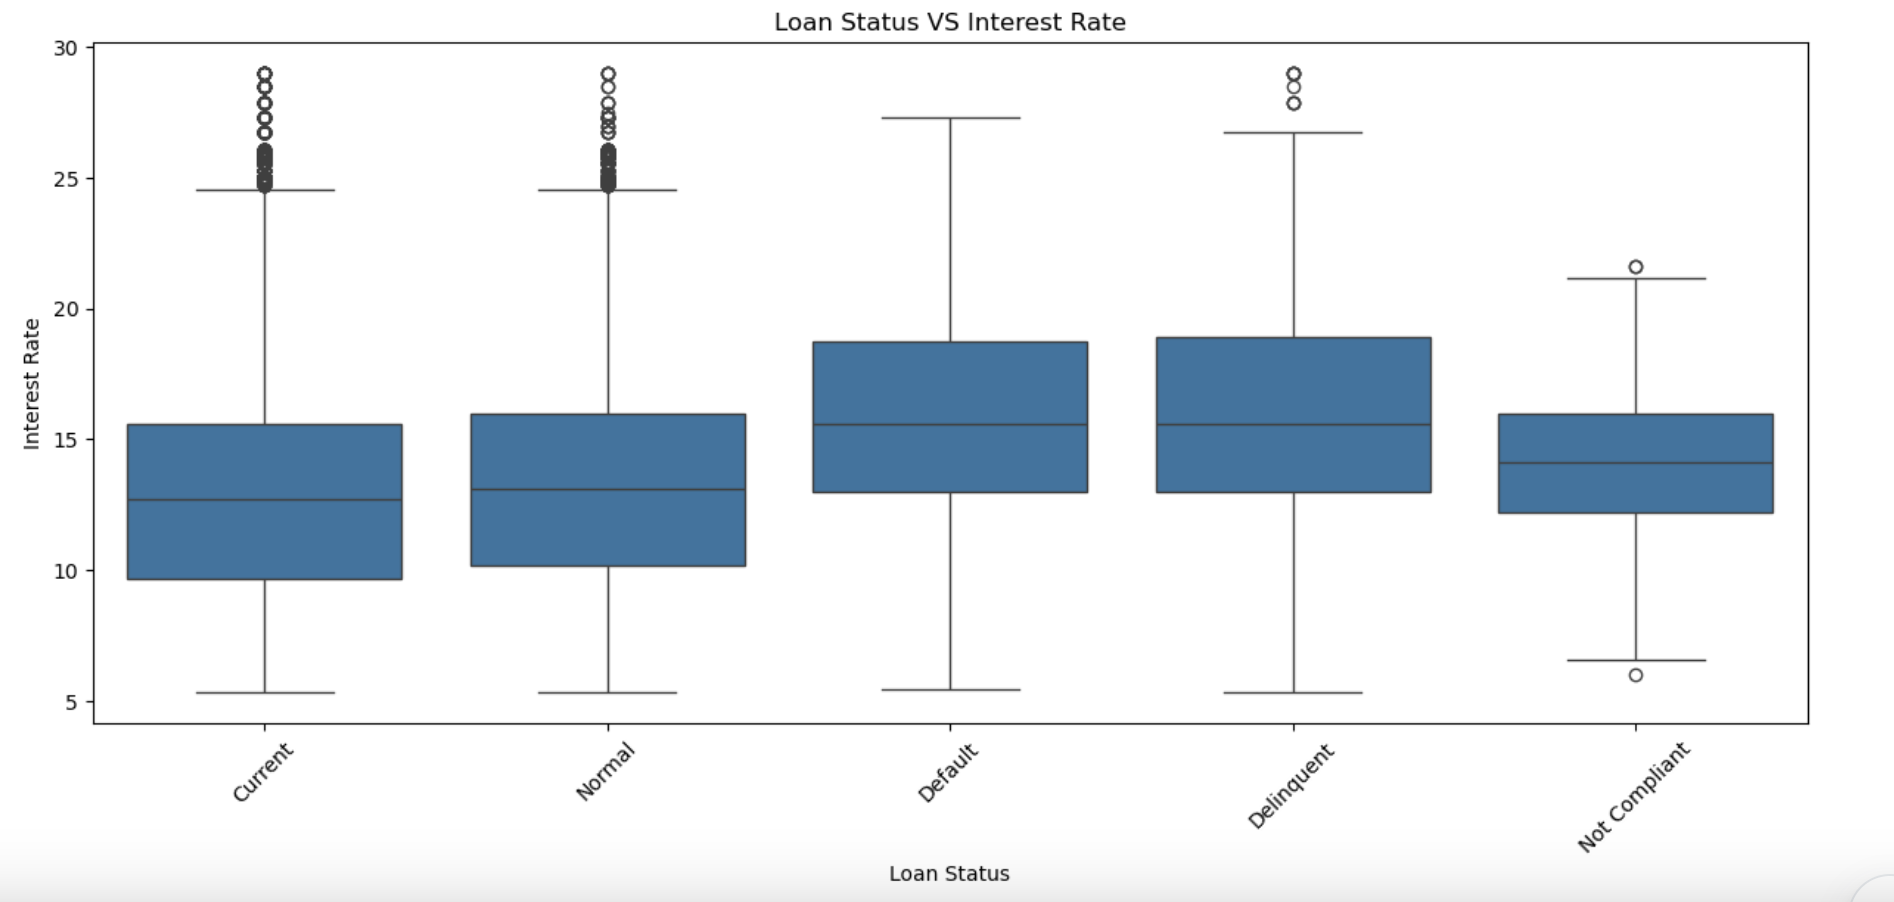 Loan Status VS Interest Rate
30
25
20
15
10
5
Interest Rate
Current
Normal
Default
Delinquent
Not Compliant
Loan Status